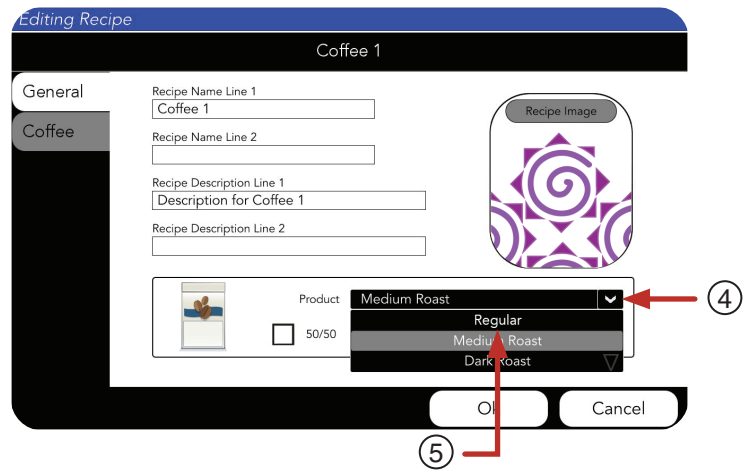 Editing Recipe
Coffee 1
General
Coffee
Recipe Name Line 1
Coffee 1
Recipe Name Line 2
Recipe Description Line 1
Description for Coffee 1
Recipe Description Line 2
Recipe Image
Product
Medium Roast
50/50
Regular
Medium Roast
Dark Roast
Ok
Cancel
4
5